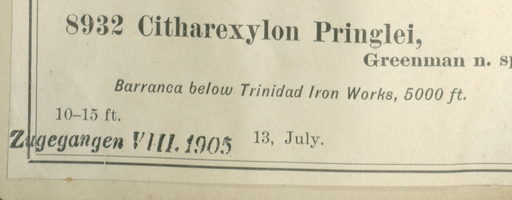 8932 Citharexylon Pringlei,
Greenman n. sp
Barranca below Trinidad Iron Works, 5000 ft.
10–15 ft.
Zugegangen VIII. 1905
13, July.